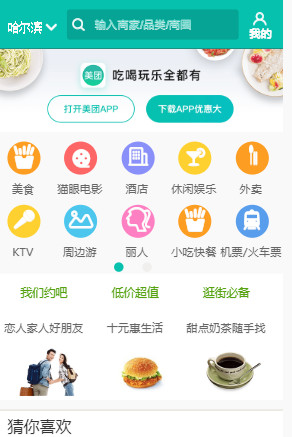 哈尔滨
输入商家/品类/商圈
我的
美团
吃喝玩乐全都有
打开美团APP
下载APP优惠大
美食
猫眼电影
酒店
休闲娱乐
外卖
KTV
周边游
丽人
小吃快餐
机票/火车票
我们约吧
低价超值
逛街必备
恋人家人好朋友
十元惠生活
甜点奶茶随手找
猜你喜欢